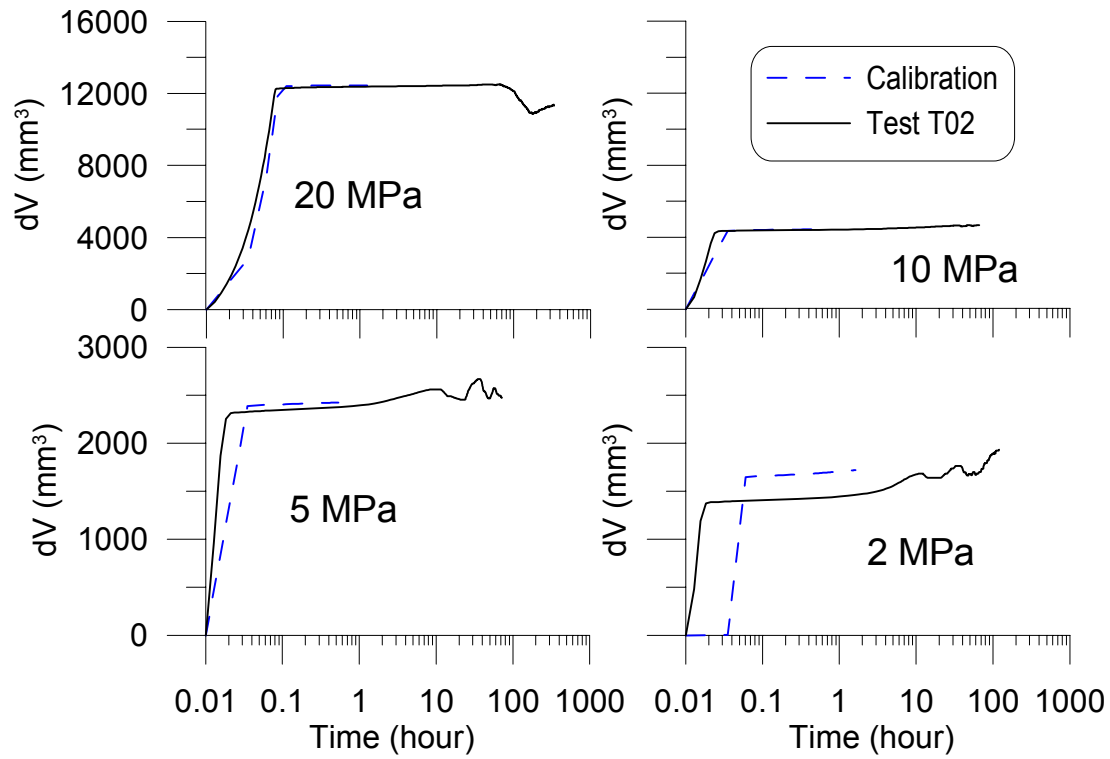 16000
12000
8000
4000
0
dV (mm³)
20 MPa
dV (mm³)
10 MPa
Calibration
Test T02
3000
2000
1000
0
dV (mm³)
5 MPa
dV (mm³)
2 MPa
0.01 0.1 1 10 100 1000
Time (hour)
0.01 0.1 1 10 100 1000
Time (hour)